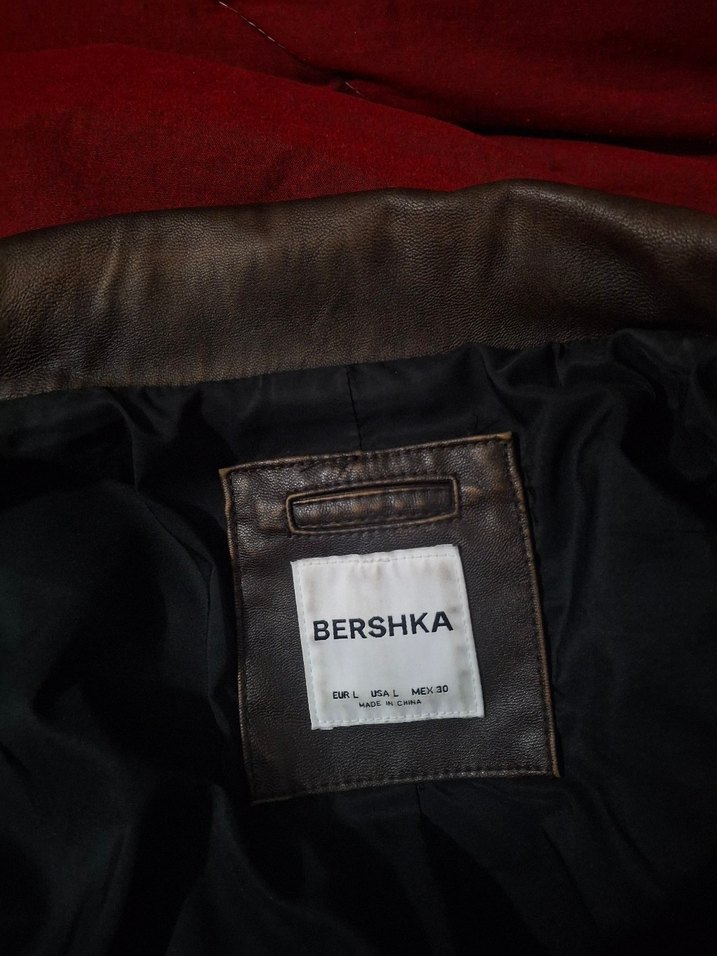 BERSHKA
EUR L USA L MEX 30
MADE IN CHINA